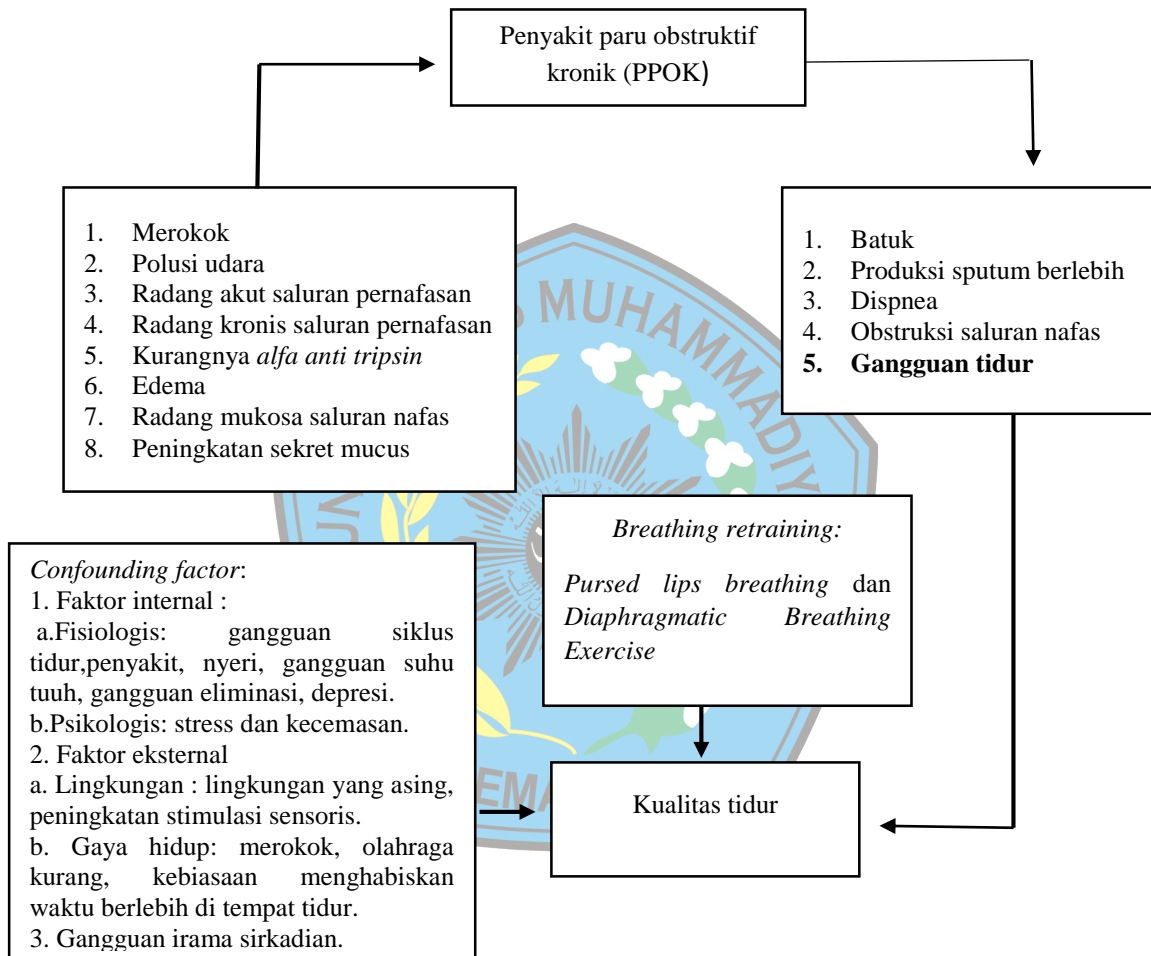 Penyakit paru obstruktif
kronik (PPOK)
1. Merokok
2. Polusi udara
3. Radang akut saluran pernafasan
4. Radang kronis saluran pernafasan
5. Kurangnya alfa anti tripsin
6. Edema
7. Radang mukosa saluran nafas
8. Peningkatan sekret mucus
1. Batuk
2. Produksi sputum berlebih
3. Dispnea
4. Obstruksi saluran nafas
5. Gangguan tidur
MUHAMMADIY
Breathing retraining:
Pursed lips breathing dan
Diaphragmatic Breathing
Exercise
Confounding factor:
1. Faktor internal :
a.Fisiologis: gangguan siklus
tidur,penyakit, nyeri, gangguan suhu
tuuh, gangguan eliminasi, depresi.
b.Psikologis: stress dan kecemasan.
2. Faktor eksternal
a. Lingkungan : lingkungan yang asing,
peningkatan stimulasi sensoris.
b. Gaya hidup: merokok, olahraga
kurang, kebiasaan menghabiskan
waktu berlebih di tempat tidur.
3. Gangguan irama sirkadian.
Kualitas tidur